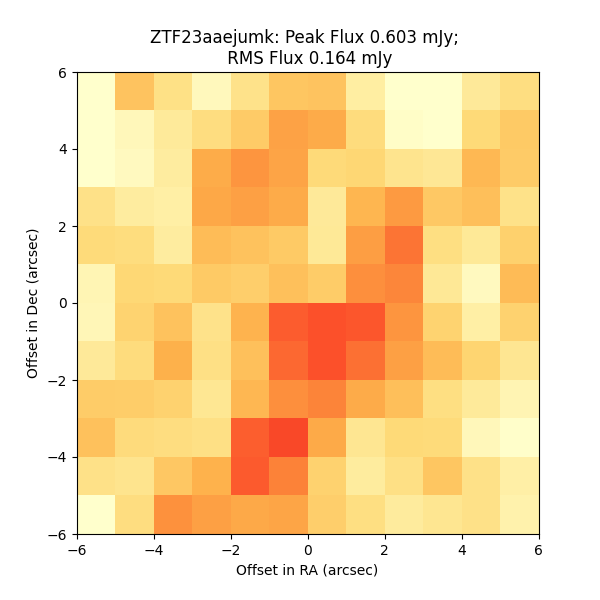 ZTF23aaejumk: Peak Flux 0.603 mJy;
RMS Flux 0.164 mJy
6
4
2
0
−2
−4
−6
Offset in Dec (arcsec)
−6 −4 −2 0 2 4 6
Offset in RA (arcsec)